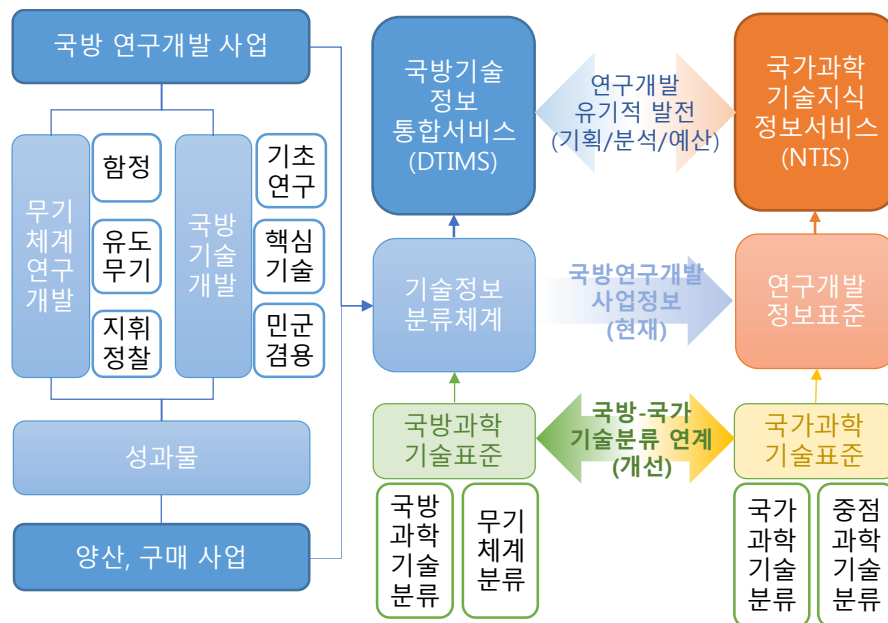 국방 연구개발 사업
무기
체계
연구
개발
함정
유도
무기
지휘
정찰
국방
기술
개발
기초
연구
핵심
기술
민군
겸용
성과물
양산, 구매 사업
국방기술
정보
통합서비스
(DTIMS)
연구개발
유기적 발전
(기획/분석/예산)
국가과학
기술지식
정보서비스
(NTIS)
기술정보
분류체계
국방연구개발
사업정보
(현재)
연구개발
정보표준
국방과학
기술표준
국방-국가
기술분류 연계
(개선)
국가과학
기술표준
국방
과학
기술
분류
무기
체계
분류
국가
과학
기술
분류
중점
과학
기술
분류